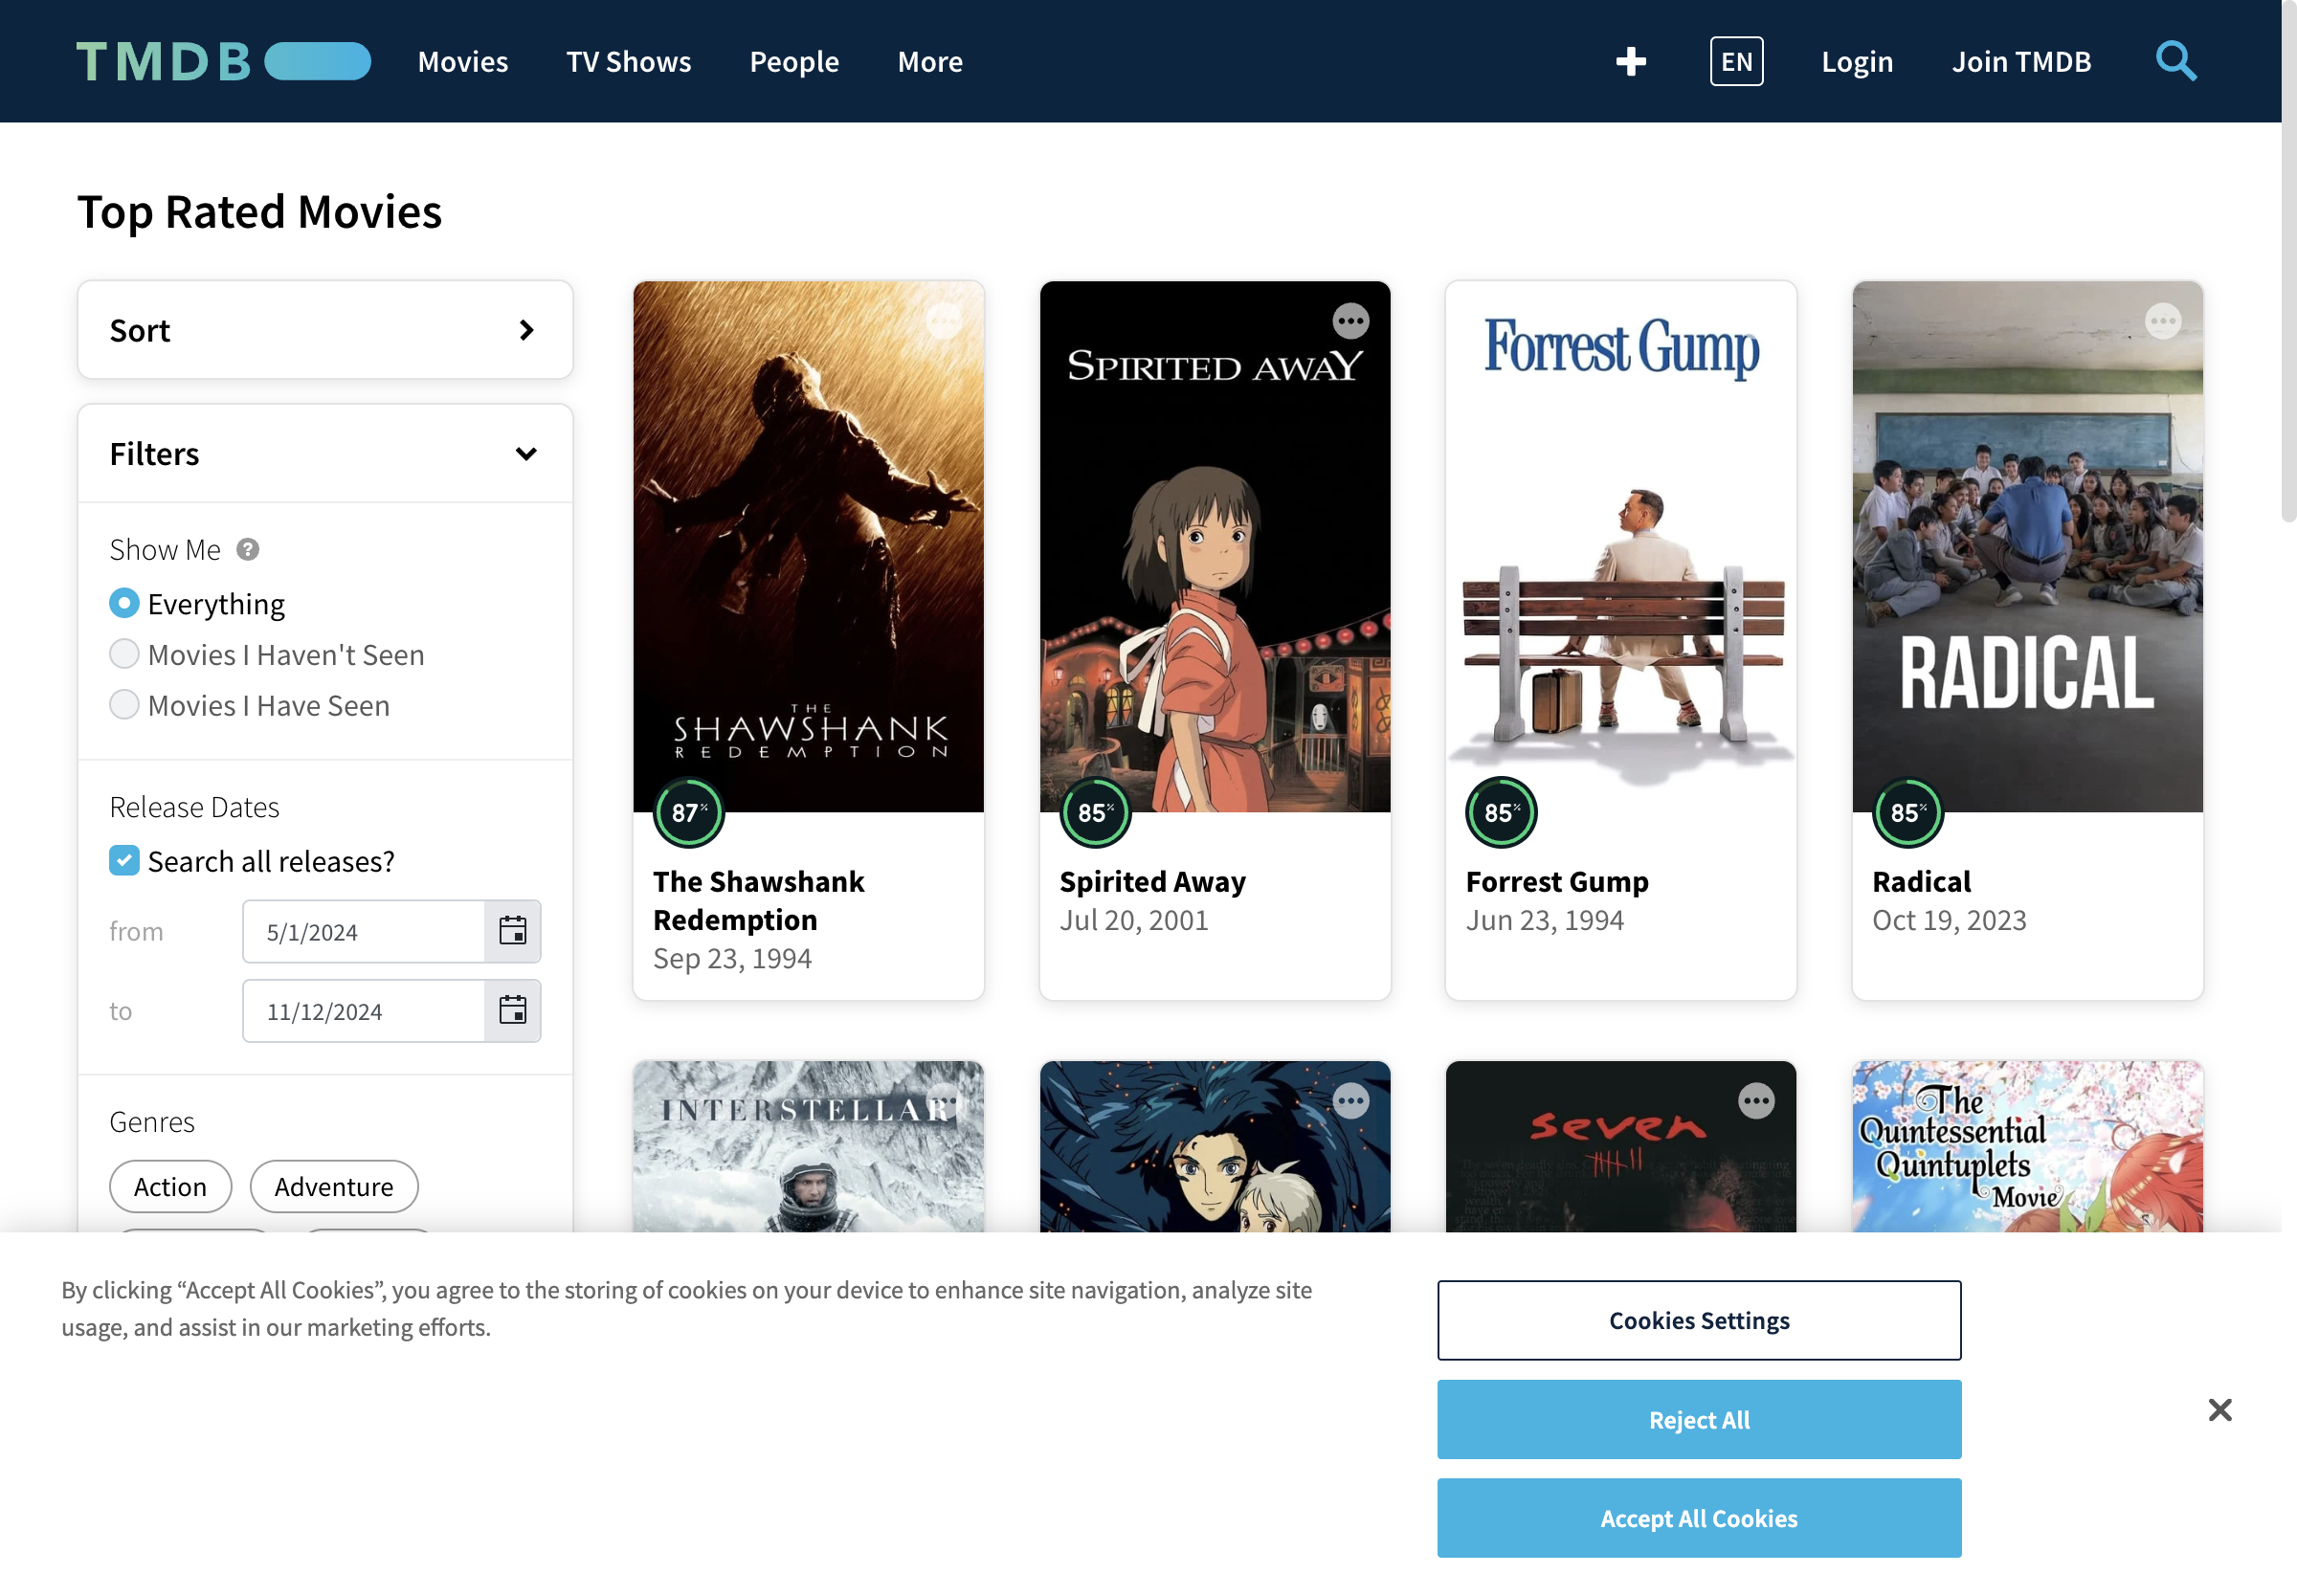 TMDB
Movies
TV Shows
People
More
EN
Login
Join TMDB
Top Rated Movies
Sort
Filters
Show Me
Everything
Movies I Haven't Seen
Movies I Have Seen
Release Dates
Search all releases?
from
5/1/2024
to
11/12/2024
Genres
Action
Adventure
THE
SHAWSHANK
REDEMPTION
87%
The Shawshank
Redemption
Sep 23, 1994
SPIRITED AWAY
85%
Spirited Away
Jul 20, 2001
Forrest Gump
85%
Forrest Gump
Jun 23, 1994
RADICAL
85%
Radical
Oct 19, 2023
INTERSTELLAR
seven
The
Quintessential
Quintuplets
Movie
By clicking “Accept All Cookies”, you agree to the storing of cookies on your device to enhance site navigation, analyze site
usage, and assist in our marketing efforts.
Cookies Settings
Reject All
Accept All Cookies